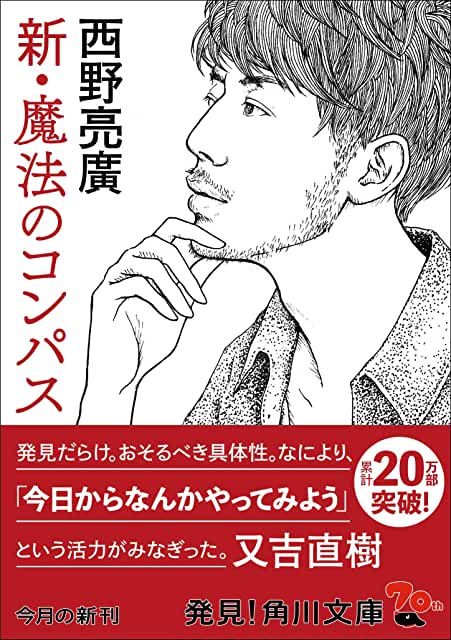 西野亮廣
新・魔法のコンパス
発見だらけ。おそるべき具体性。なにより、
「今日からなんかやってみよう」
という活力がみなぎった。又吉直樹
累計20万部
突破!
今月の新刊
発見!角川文庫
70th